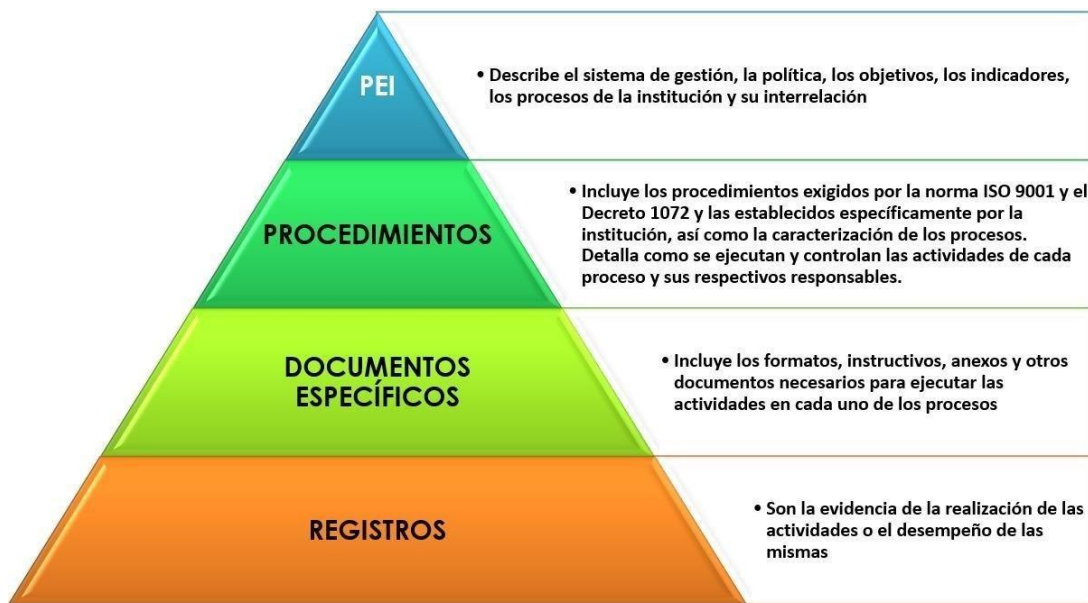 PEI
• Describe el sistema de gestión, la política, los objetivos, los indicadores,
los procesos de la institución y su interrelación
PROCEDIMIENTOS
• Incluye los procedimientos exigidos por la norma ISO 9001 y el
Decreto 1072 y las establecidos específicamente por la
institución, así como la caracterización de los procesos.
Detalla como se ejecutan y controlan las actividades de cada
proceso y sus respectivos responsables.
DOCUMENTOS
ESPECÍFICOS
• Incluye los formatos, instructivos, anexos y otros
documentos necesarios para ejecutar las
actividades en cada uno de los procesos
REGISTROS
• Son la evidencia de la realización de las
actividades o el desempeño de las
mismas